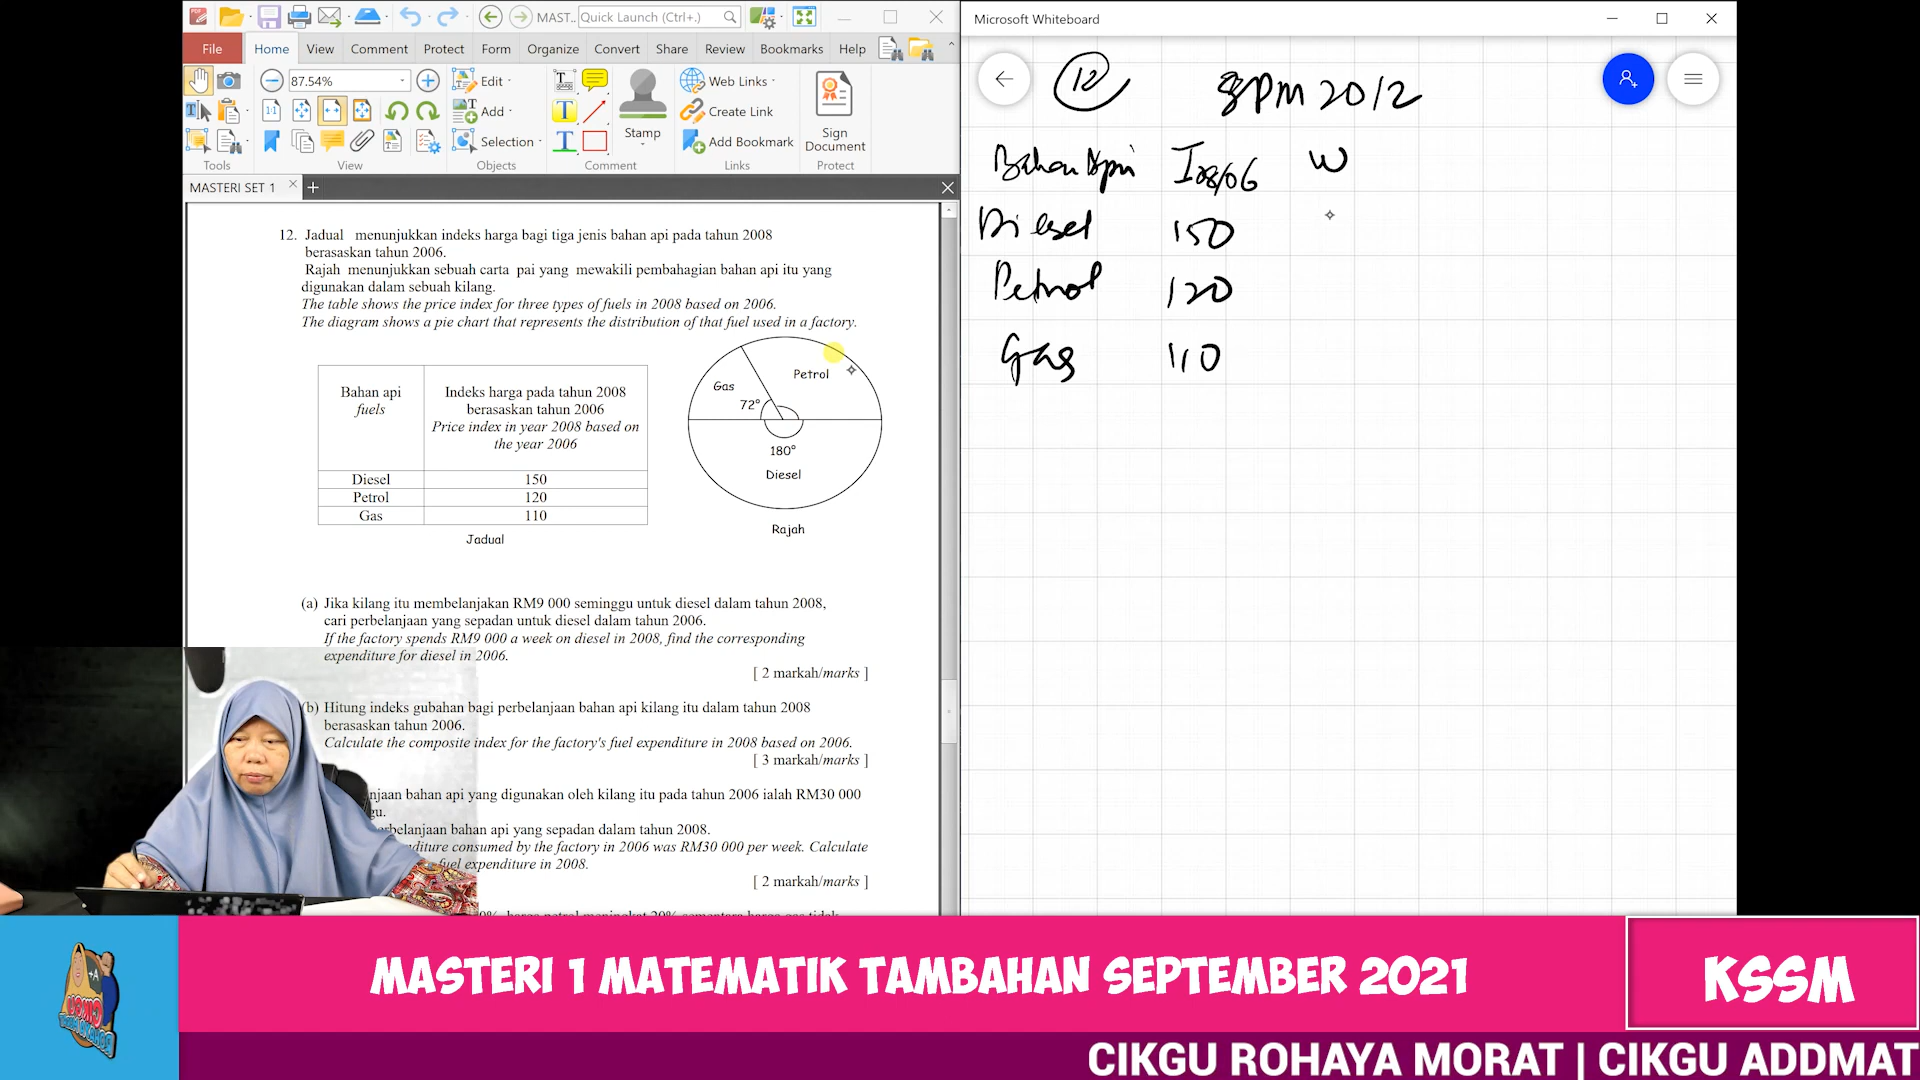 MAST..
Quick Launch (Ctrl+.)
File Home View Comment Protect Form Organize Convert Share Review Bookmarks Help
87.54%
Edit
Add
Selection
Stamp
Web Links
Create Link
Add Bookmark
Sign
Document
Tools View Objects Comment Links Protect
MASTERI SET 1
12. Jadual menunjukkan indeks harga bagi tiga jenis bahan api pada tahun 2008
berasaskan tahun 2006.
Rajah menunjukkan sebuah carta pai yang mewakili pembahagian bahan api itu yang
digunakan dalam sebuah kilang.
The table shows the price index for three types of fuels in 2008 based on 2006.
The diagram shows a pie chart that represents the distribution of that fuel used in a factory.
Bahan api
fuels
Indeks harga pada tahun 2008
berasaskan tahun 2006
Price index in year 2008 based on
the year 2006
Diesel 150
Petrol 120
Gas 110
Jadual
Petrol
Gas
72°
180°
Diesel
Rajah
(a) Jika kilang itu membelanjakan RM9 000 seminggu untuk diesel dalam tahun 2008,
cari perbelanjaan yang sepadan untuk diesel dalam tahun 2006.
If the factory spends RM9 000 a week on diesel in 2008, find the corresponding
expenditure for diesel in 2006.
[ 2 markah/marks ]
(b) Hitung indeks gubahan bagi perbelanjaan bahan api kilang itu dalam tahun 2008
berasaskan tahun 2006.
Calculate the composite index for the factory's fuel expenditure in 2008 based on 2006.
[ 3 markah/marks ]
bahan api yang digunakan oleh kilang itu pada tahun 2006 ialah RM30 000
bahan api yang sepadan dalam tahun 2008.
consumed by the factory in 2006 was RM30 000 per week. Calculate
fuel expenditure in 2008.
[ 2 markah/marks ]
Microsoft Whiteboard
12 SPM 2012
Bahan Api I08/06 W
Diesel 150
Petrol 120
Gas 110
MASTERI 1 MATEMATIK TAMBAHAN SEPTEMBER 2021
KSSM
CIKGU ROHAYA MORAT | CIKGU ADDMAT